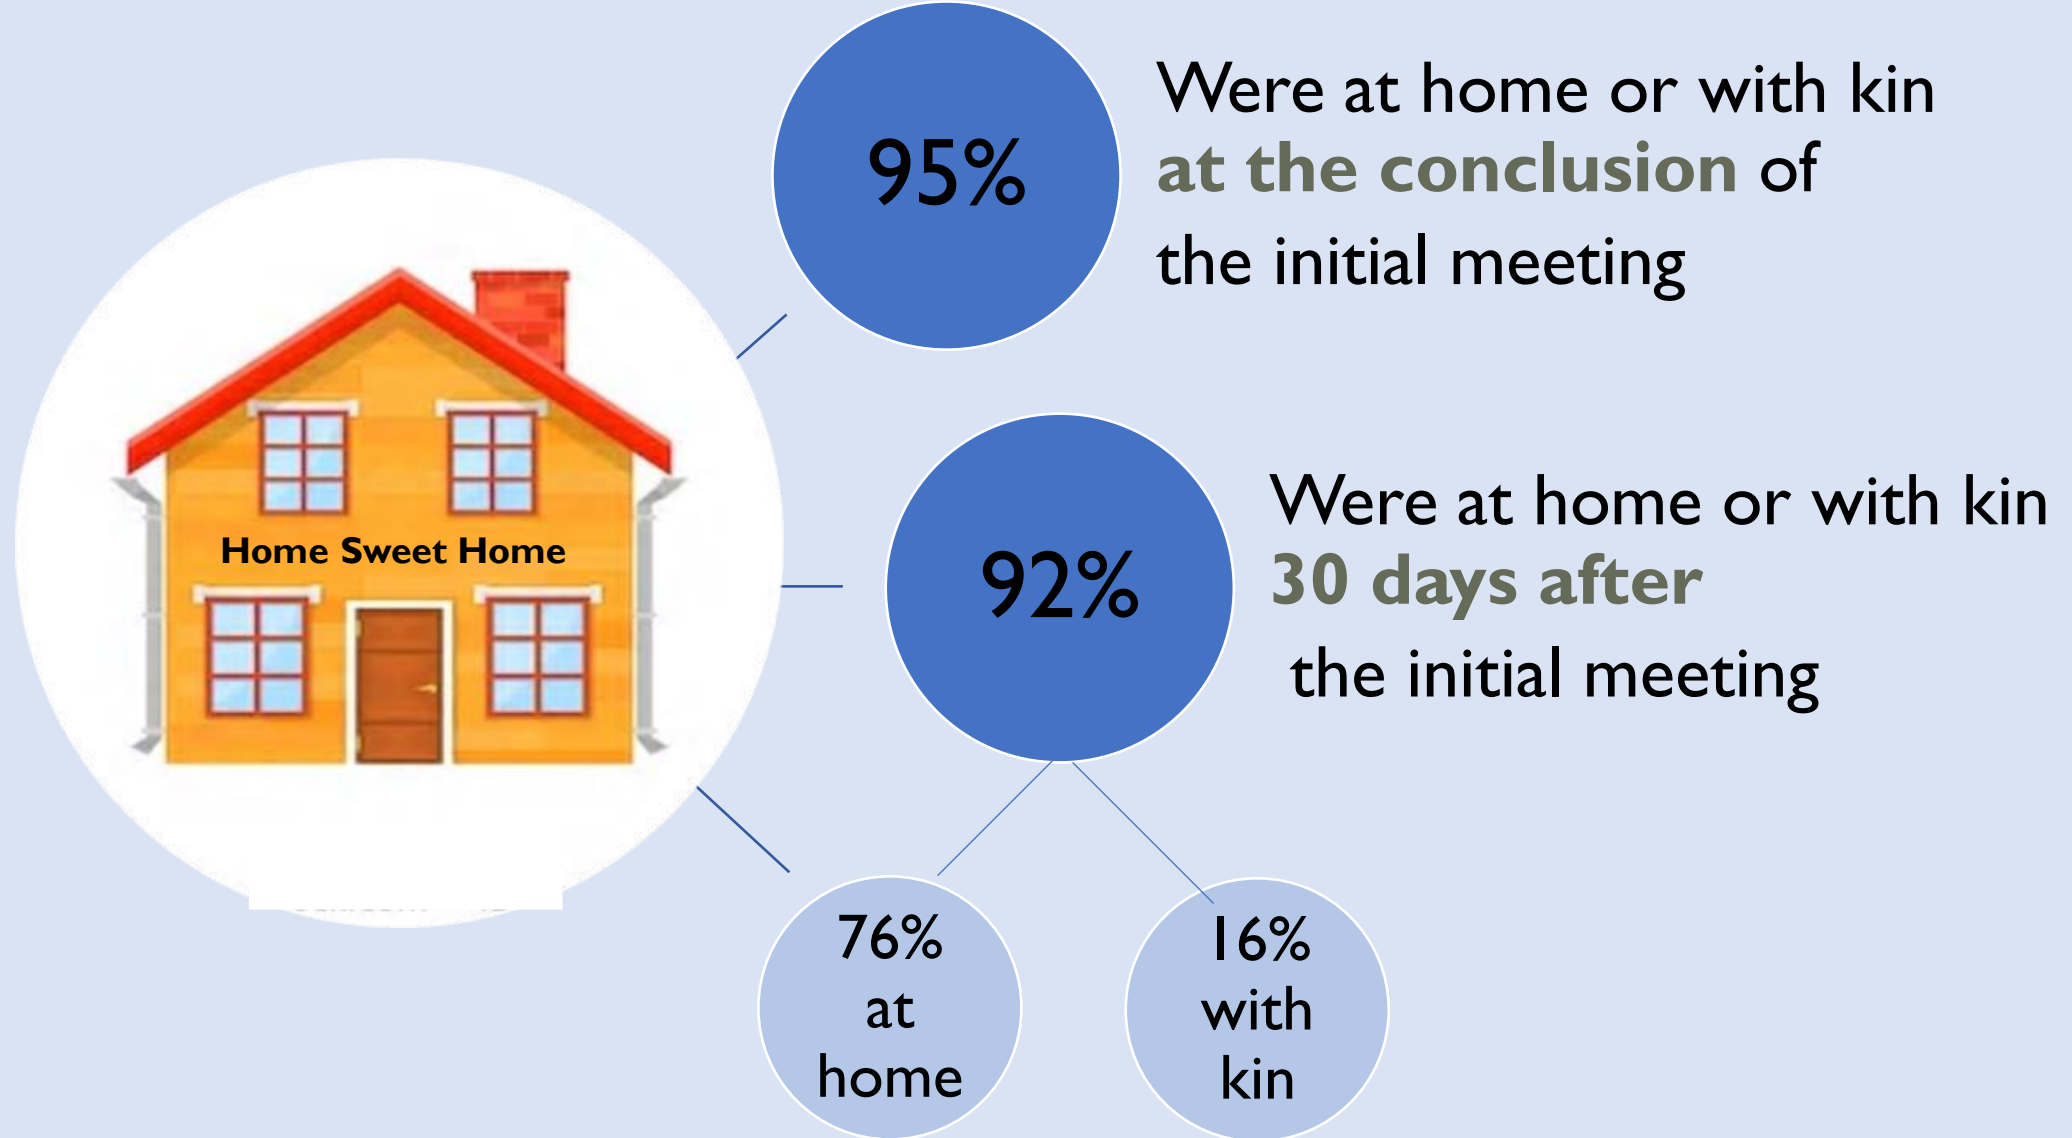 95%
Were at home or with kin
at the conclusion of
the initial meeting
Home Sweet Home
92%
Were at home or with kin
30 days after
the initial meeting
76%
at
home
16%
with
kin